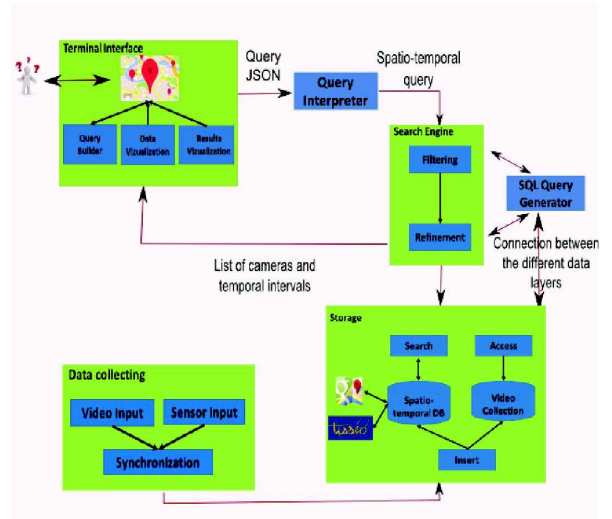 Terminal Interface
Query
Builder
Data
Vizualization
Results
Vizualization
Query
JSON
Query
Interpreter
Spatio-temporal
query
Search Engine
Filtering
Refinement
SQL Query
Generator
Connection between
the different data
layers
List of cameras and
temporal intervals
Storage
Search
Access
Spatio-
temporal DB
Video
Collection
tisséo
Insert
Data collecting
Video Input
Sensor Input
Synchronization